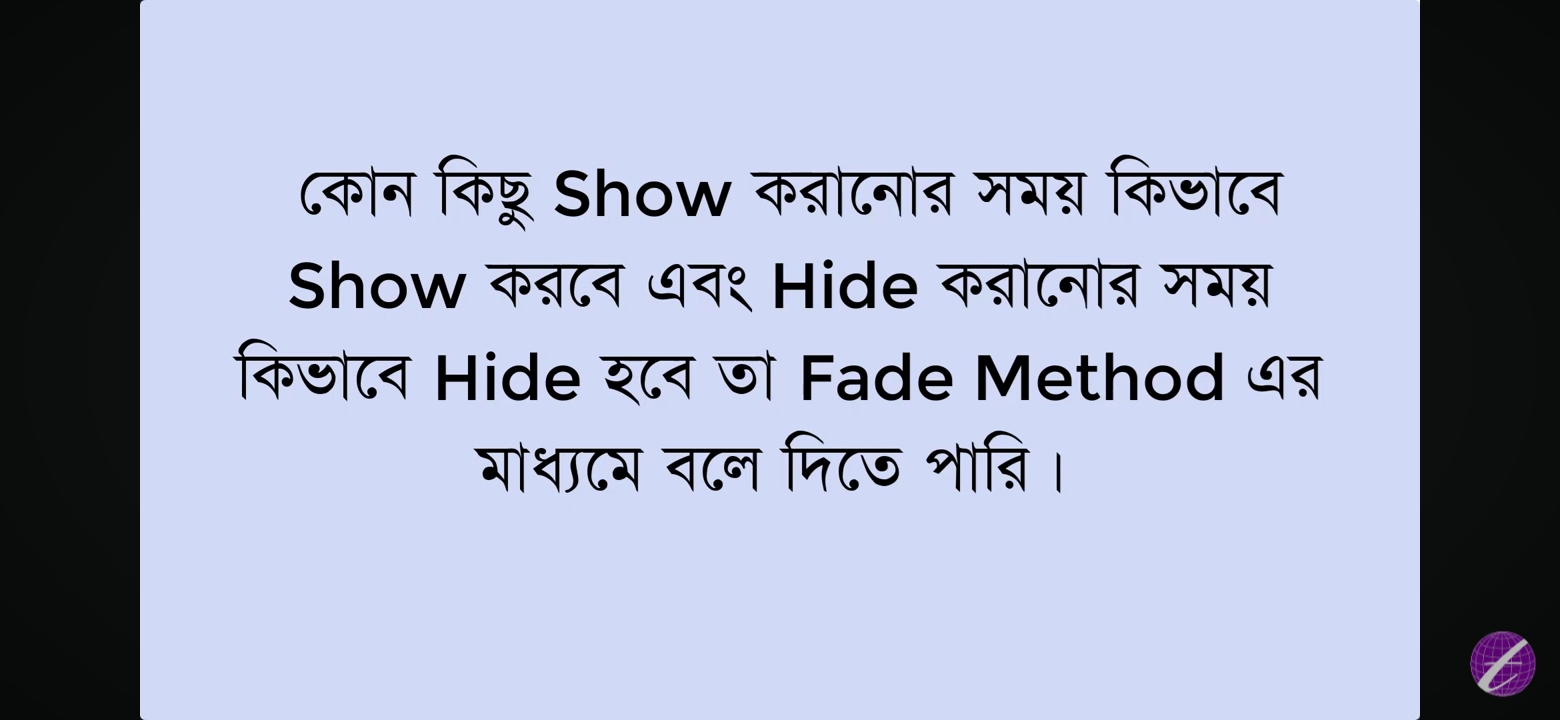 কোন কিছু Show করানোর সময় কিভাবে
Show করবে এবং Hide করানোর সময়
কিভাবে Hide হবে তা Fade Method এর
মাধ্যমে বলে দিতে পারি।